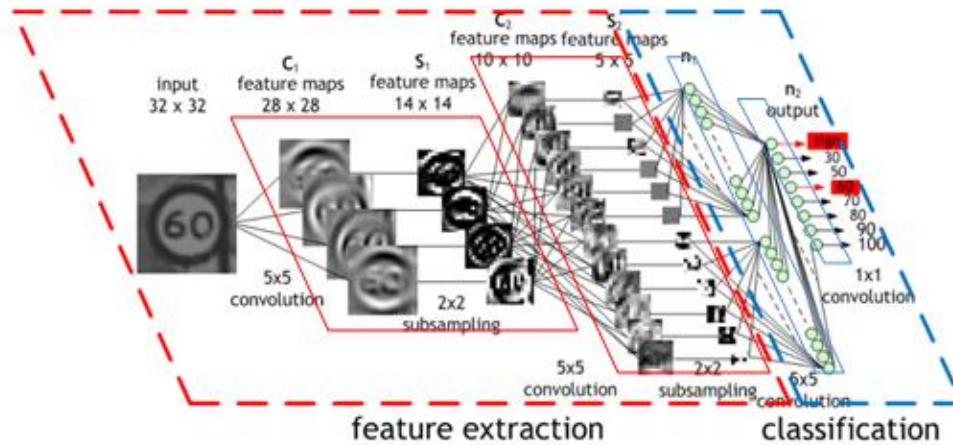 input
32 x 32
C1
feature maps
28 x 28
S1
feature maps
14 x 14
C2
feature maps
10 x 10
S2
feature maps
5 x 5
n1
n2
output
60
sign
30
50
60
70
80
90
100
5x5
convolution
2x2
subsampling
5x5
convolution
2x2
subsampling
convolution
1x1
convolution
feature extraction
classification